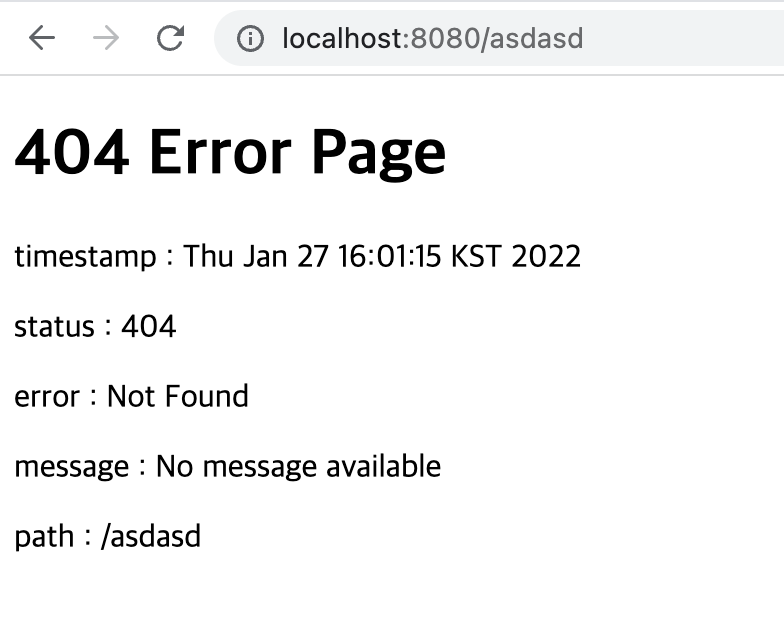 localhost:8080/asdasd
404 Error Page
timestamp : Thu Jan 27 16:01:15 KST 2022
status : 404
error : Not Found
message : No message available
path : /asdasd